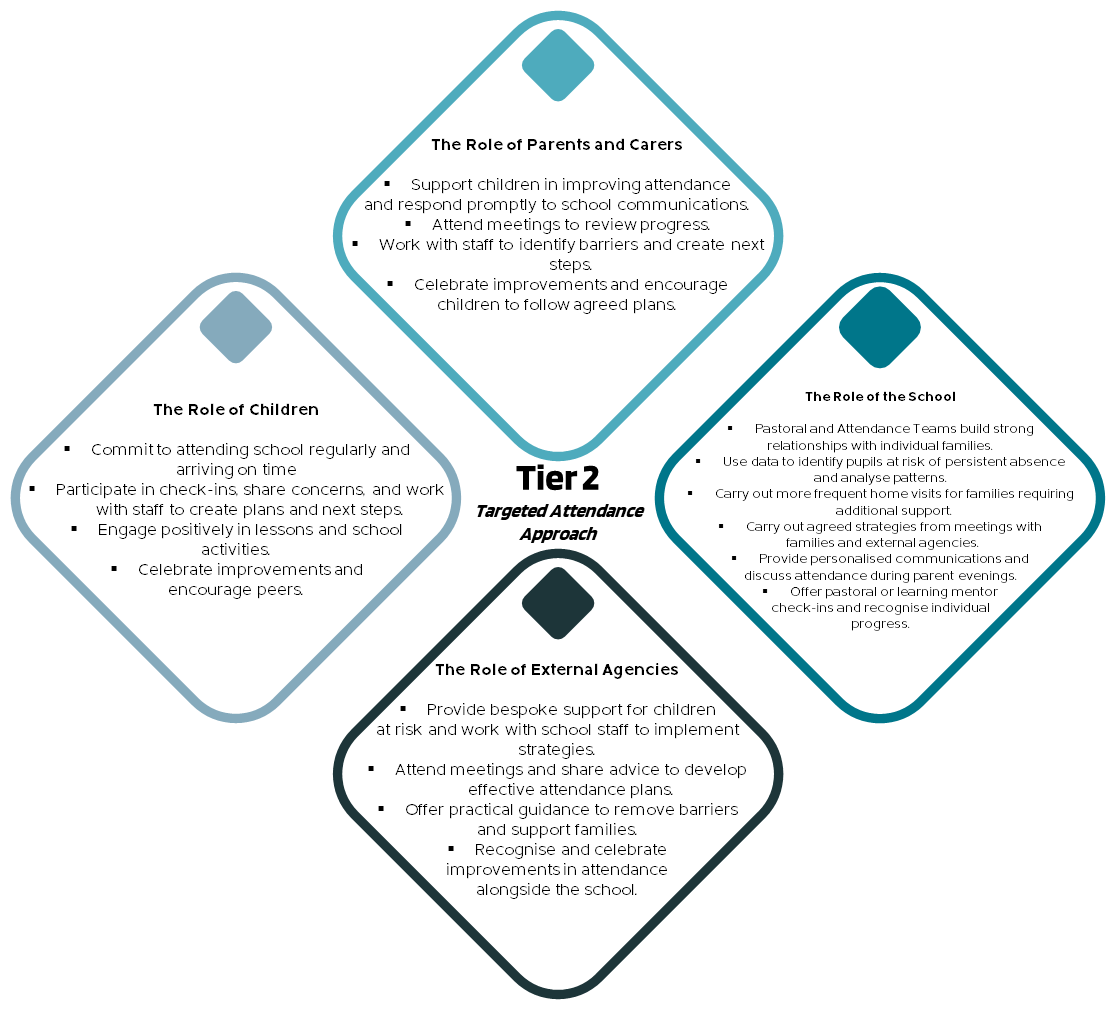 The Role of Parents and Carers
▪ Support children in improving attendance
and respond promptly to school communications.
▪ Attend meetings to review progress.
▪ Work with staff to identify barriers and create next
steps.
▪ Celebrate improvements and encourage
children to follow agreed plans.
The Role of Children
▪ Commit to attending school regularly and
arriving on time
▪ Participate in check-ins, share concerns, and work
with staff to create plans and next steps.
▪ Engage positively in lessons and school
activities.
▪ Celebrate improvements and
encourage peers.
Tier 2
Targeted Attendance
Approach
The Role of the School
▪ Pastoral and Attendance Teams build strong
relationships with individual families.
▪ Use data to identify pupils at risk of persistent absence
and analyse patterns.
▪ Carry out more frequent home visits for families requiring
additional support.
▪ Carry out agreed strategies from meetings with
families and external agencies.
▪ Provide personalised communications and
discuss attendance during parent evenings.
▪ Offer pastoral or learning mentor
check-ins and recognise individual
progress.
The Role of External Agencies
▪ Provide bespoke support for children
at risk and work with school staff to implement
strategies.
▪ Attend meetings and share advice to develop
effective attendance plans.
▪ Offer practical guidance to remove barriers
and support families.
▪ Recognise and celebrate
improvements in attendance
alongside the school.